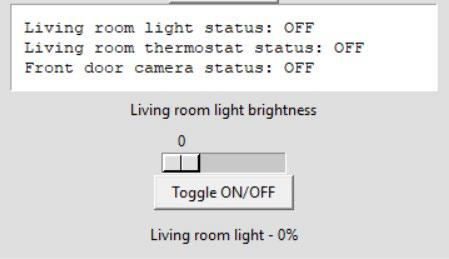 Living room light status: OFF
Living room thermostat status: OFF
Front door camera status: OFF
Living room light brightness
0
Toggle ON/OFF
Living room light - 0%